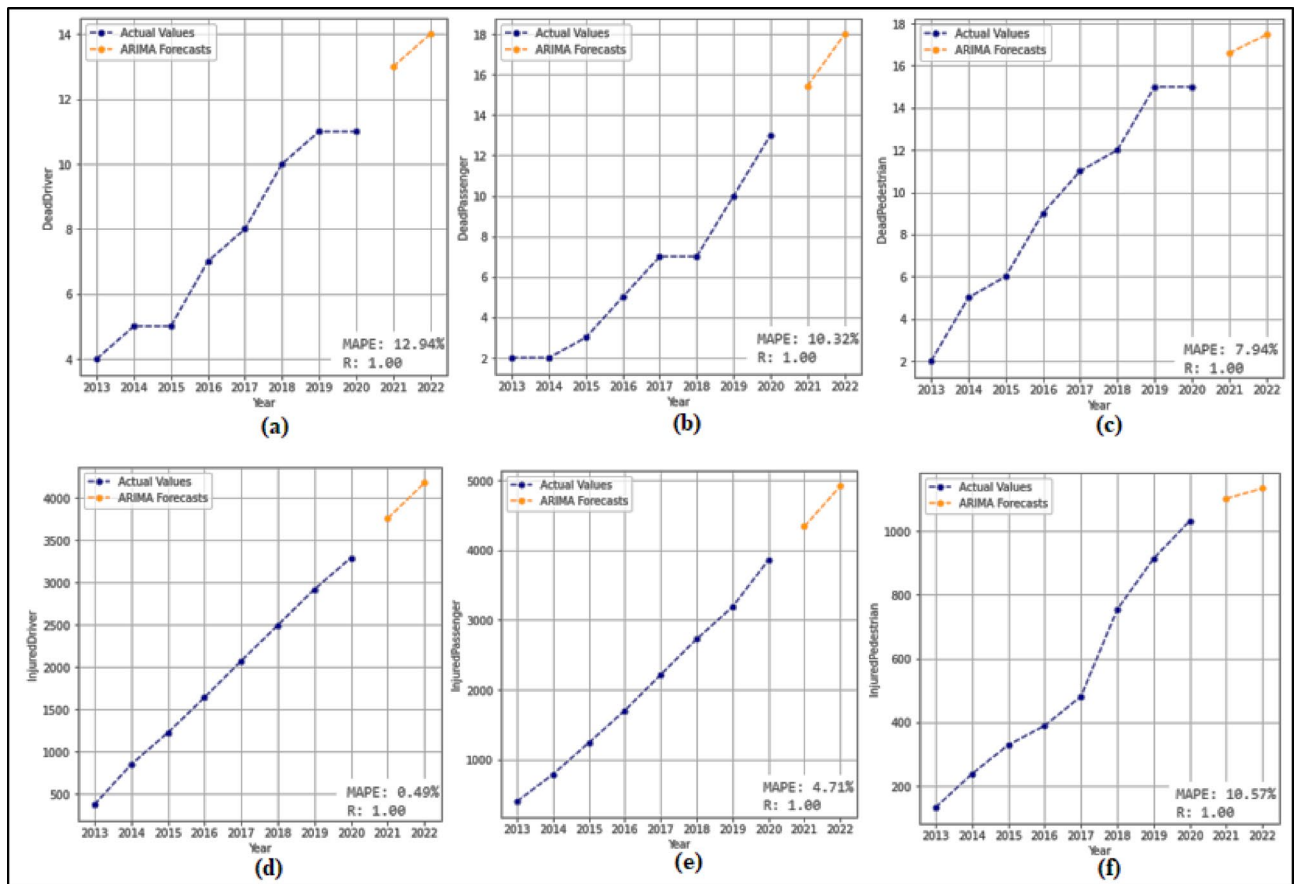 Actual Values
ARIMA Forecasts
14
12
10
8
6
4
DeadDriver
MAPE: 12.94%
R: 1.00
2013 2014 2015 2016 2017 2018 2019 2020 2021 2022
Year
(a)
Actual Values
ARIMA Forecasts
18
16
14
12
10
8
6
4
2
DeadPassenger
MAPE: 10.32%
R: 1.00
2013 2014 2015 2016 2017 2018 2019 2020 2021 2022
Year
(b)
Actual Values
ARIMA Forecasts
18
16
14
12
10
8
6
4
2
DeadPedestrian
MAPE: 7.94%
R: 1.00
2013 2014 2015 2016 2017 2018 2019 2020 2021 2022
Year
(c)
Actual Values
ARIMA Forecasts
4000
3500
3000
2500
2000
1500
1000
500
InjuredDriver
MAPE: 0.49%
R: 1.00
2013 2014 2015 2016 2017 2018 2019 2020 2021 2022
Year
(d)
Actual Values
ARIMA Forecasts
5000
4000
3000
2000
1000
InjuredPassenger
MAPE: 4.71%
R: 1.00
2013 2014 2015 2016 2017 2018 2019 2020 2021 2022
Year
(e)
Actual Values
ARIMA Forecasts
1000
800
600
400
200
InjuredPedestrian
MAPE: 10.57%
R: 1.00
2013 2014 2015 2016 2017 2018 2019 2020 2021 2022
Year
(f)